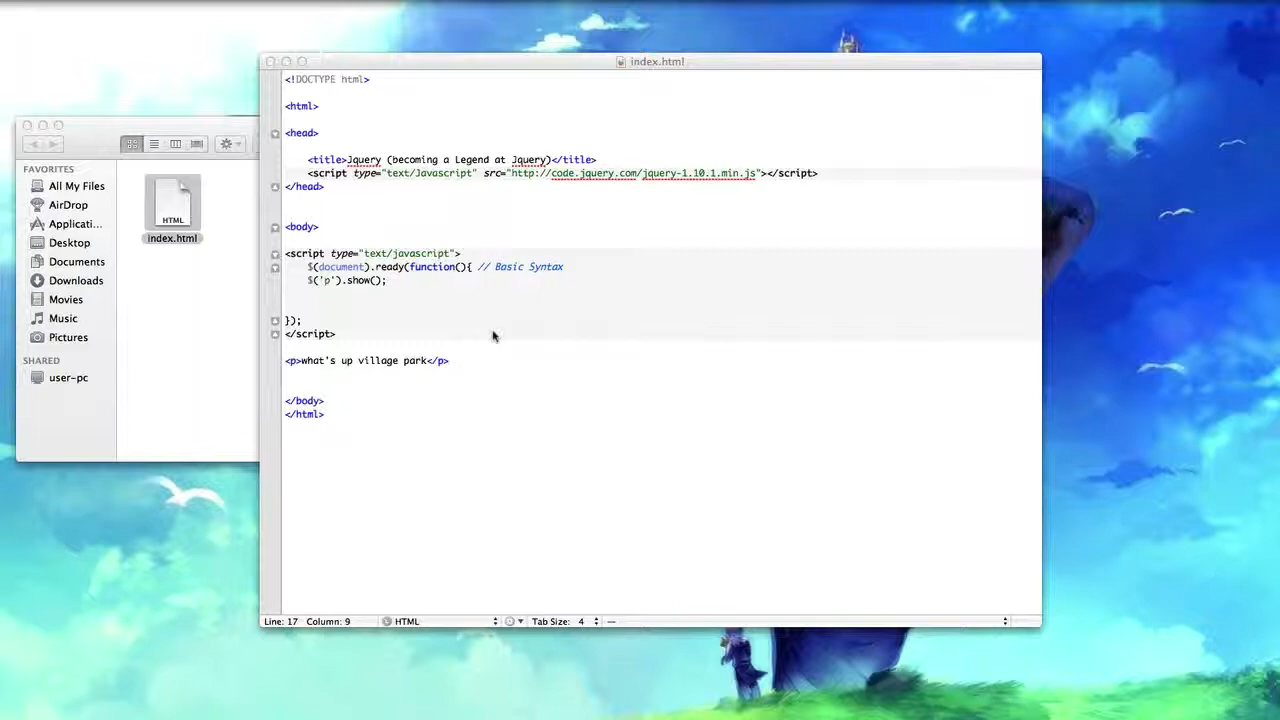 index.html
<!DOCTYPE html>
<html>
<head>
<title>Jquery (becoming a Legend at Jquery)</title>
<script type="text/Javascript" src="http://code.jquery.com/jquery-1.10.1.min.js"></script>
</head>
<body>
<script type="text/javascript">
$(document).ready(function(){ // Basic Syntax
$('p').show();
});
</script>
<p>what's up village park</p>
</body>
</html>
Line: 17 Column: 9 HTML Tab Size: 4 —
FAVORITES
All My Files
AirDrop
Applicati...
Desktop
Documents
Downloads
Movies
Music
Pictures
SHARED
user-pc
HTML
index.html